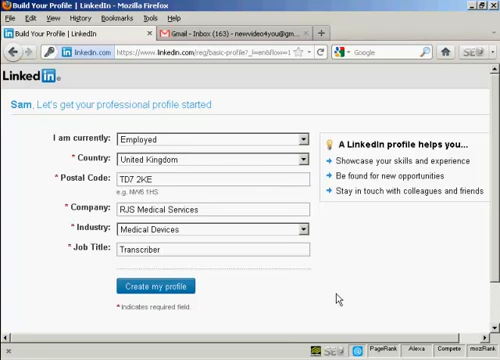 Build Your Profile | LinkedIn - Mozilla Firefox
File Edit View History Bookmarks Tools Help
Build Your Profile | LinkedIn
Gmail - Inbox (163) - newvideo4you@gm...
linkedin.com
https://www.linkedin.com/reg/basic-profile?_l=en&flow=1
Google
SEO
Linked in
Sam, Let's get your professional profile started
I am currently: Employed
* Country: United Kingdom
* Postal Code: TD7 2KE
e.g. NW6 1HS
* Company: RJS Medical Services
* Industry: Medical Devices
* Job Title: Transcriber
Create my profile
* Indicates required field.
A LinkedIn profile helps you...
Showcase your skills and experience
Be found for new opportunities
Stay in touch with colleagues and friends
SEO
PageRank
Alexa
Compete
mozRank